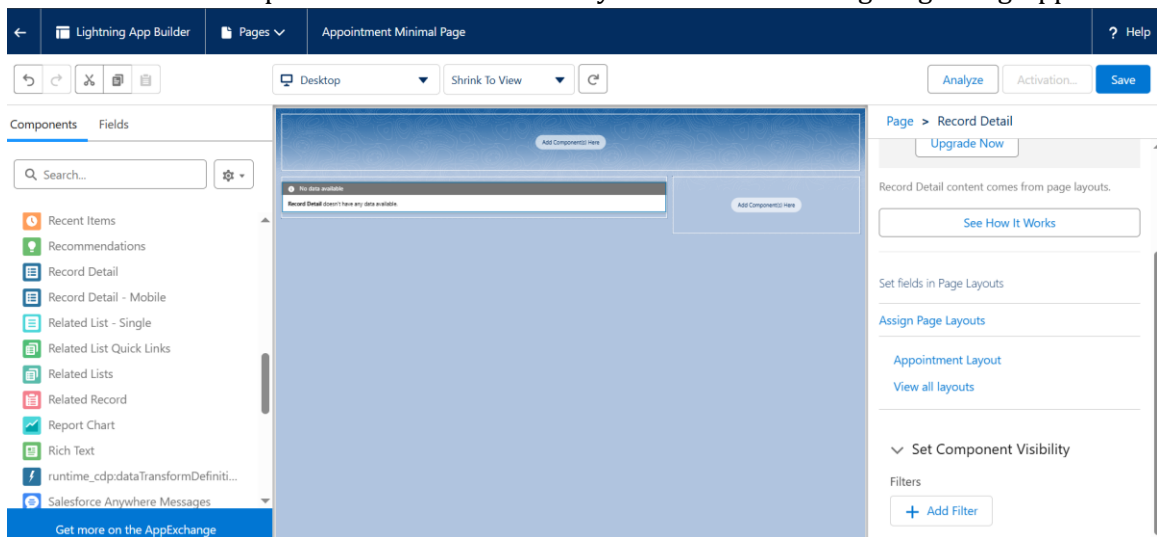 Lightning App Builder
Pages
Appointment Minimal Page
? Help
Desktop
Shrink To View
Analyze
Activation...
Save
Components
Fields
Search...
Recent Items
Recommendations
Record Detail
Record Detail - Mobile
Related List - Single
Related List Quick Links
Related Lists
Related Record
Report Chart
Rich Text
runtime_cdp:dataTransformDefiniti...
Salesforce Anywhere Messages
Get more on the AppExchange
Add Component(s) Here
No data available
Record Detail doesn't have any data available.
Add Component(s) Here
Page > Record Detail
Upgrade Now
Record Detail content comes from page layouts.
See How It Works
Set fields in Page Layouts
Assign Page Layouts
Appointment Layout
View all layouts
Set Component Visibility
Filters
+ Add Filter